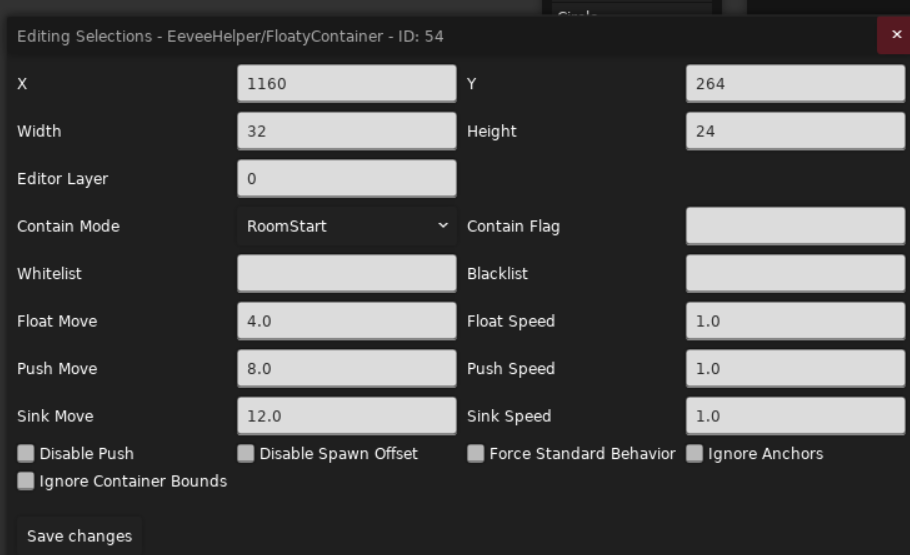 Editing Selections - EeveeHelper/FloatyContainer - ID: 54 ×
X 1160 Y 264
Width 32 Height 24
Editor Layer 0
Contain Mode RoomStart Contain Flag
Whitelist Blacklist
Float Move 4.0 Float Speed 1.0
Push Move 8.0 Push Speed 1.0
Sink Move 12.0 Sink Speed 1.0
Disable Push Disable Spawn Offset Force Standard Behavior Ignore Anchors
Ignore Container Bounds
Save changes